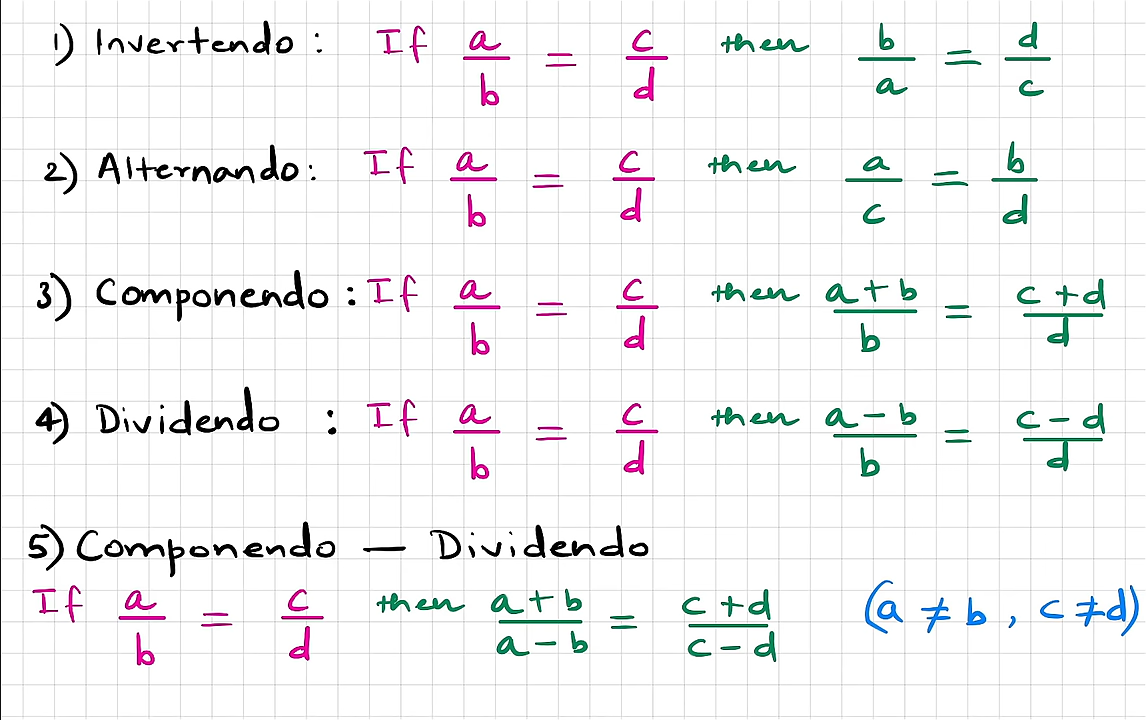 1) Invertendo : If a/b = c/d then b/a = d/c
2) Alternando : If a/b = c/d then a/c = b/d
3) Componendo : If a/b = c/d then a+b/b = c+d/d
4) Dividendo : If a/b = c/d then a-b/b = c-d/d
5) Componendo — Dividendo
If a/b = c/d then a+b/a-b = c+d/c-d (a ≠ b , c ≠ d)